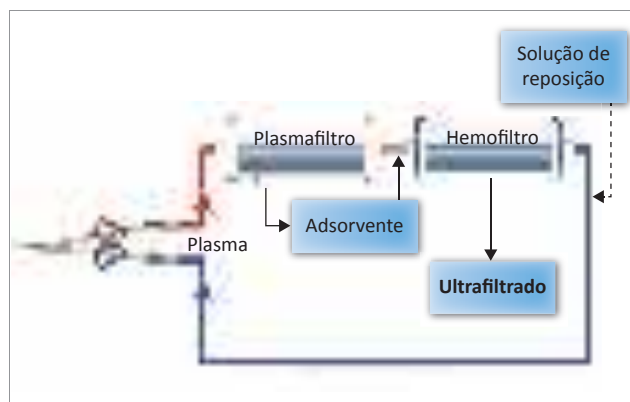 Solução de
reposição
Plasmafiltro
Hemofiltro
Adsorvente
Plasma
Ultrafiltrado